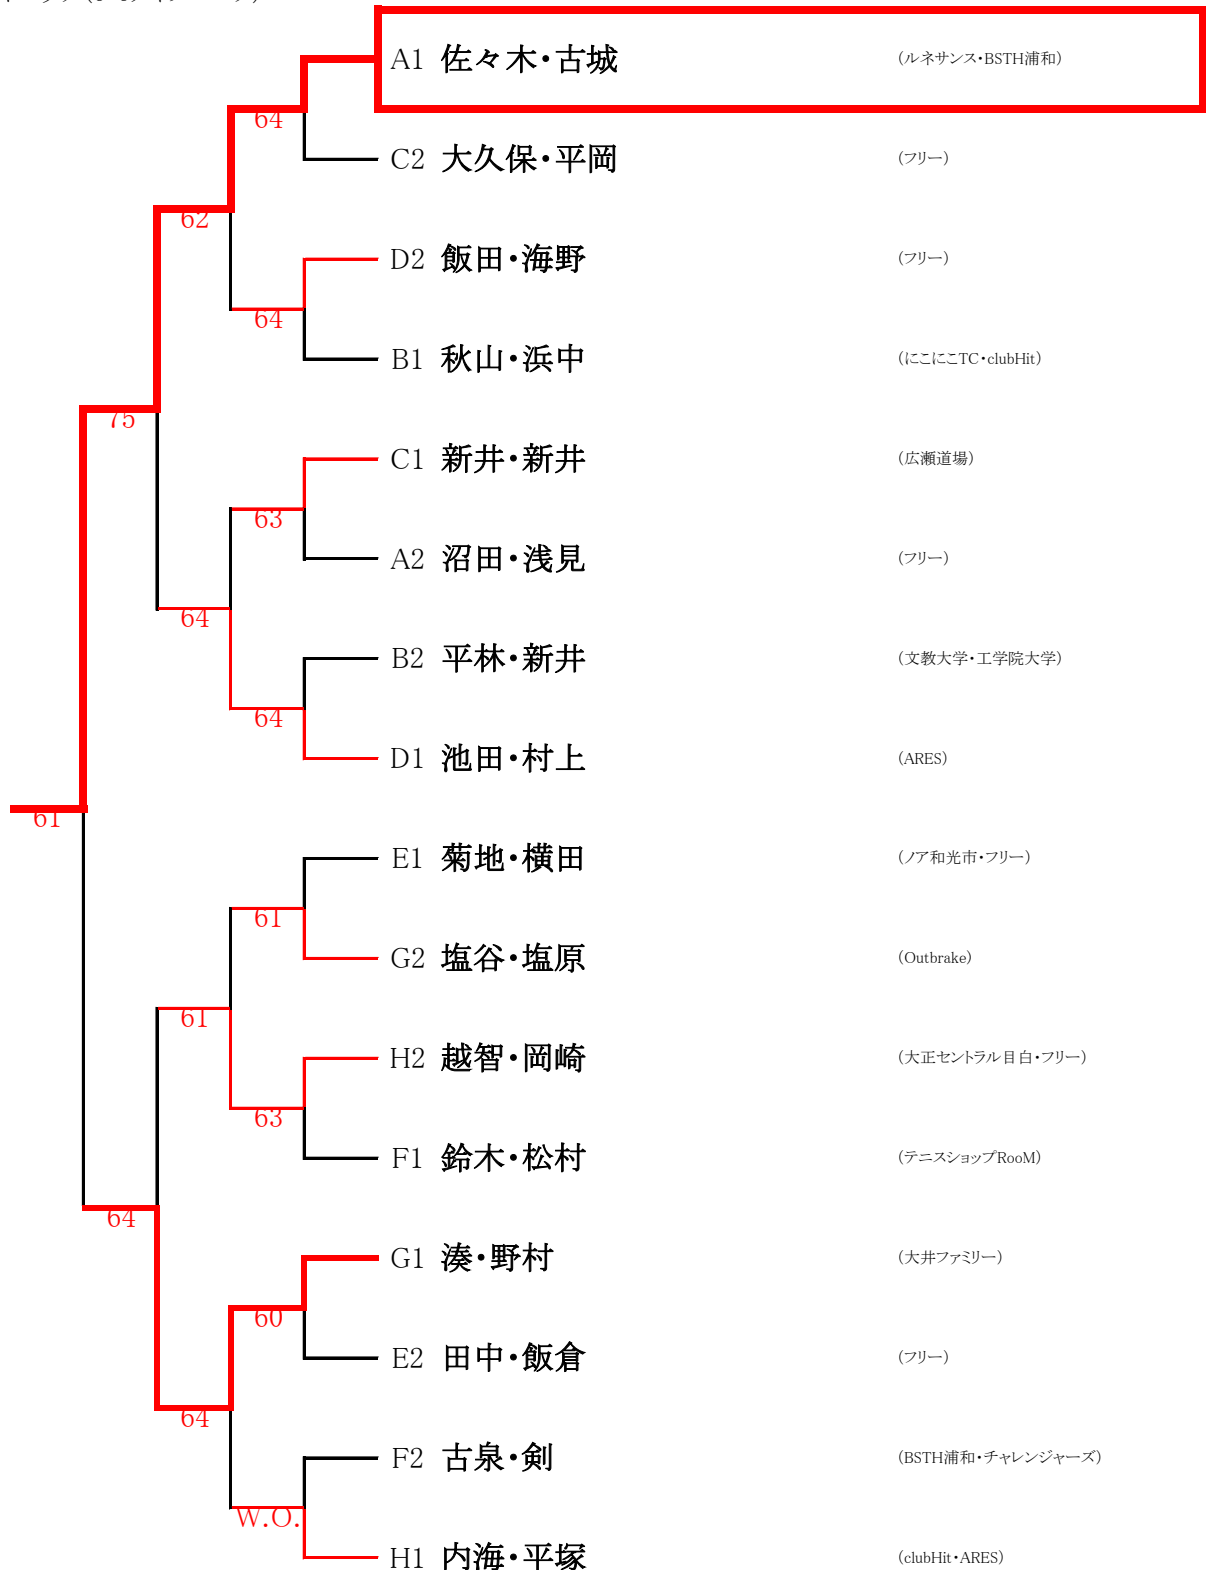 A1 佐々木・古城 (ルネサンス・BSTH浦和)
64
C2 大久保・平岡 (フリー)
62
D2 飯田・海野 (フリー)
64
B1 秋山・浜中 (にこにこTC・clubHit)
75
C1 新井・新井 (広瀬道場)
63
A2 沼田・浅見 (フリー)
64
B2 平林・新井 (文教大学・工学院大学)
64
D1 池田・村上 (ARES)
61
E1 菊地・横田 (ノア和光市・フリー)
61
G2 塩谷・塩原 (Outbrake)
61
H2 越智・岡崎 (大正セントラル目白・フリー)
63
F1 鈴木・松村 (テニスショップRooM)
64
G1 湊・野村 (大井ファミリー)
60
E2 田中・飯倉 (フリー)
64
F2 古泉・剣 (BSTH浦和・チャレンジャーズ)
W.O.
H1 内海・平塚 (clubHit・ARES)